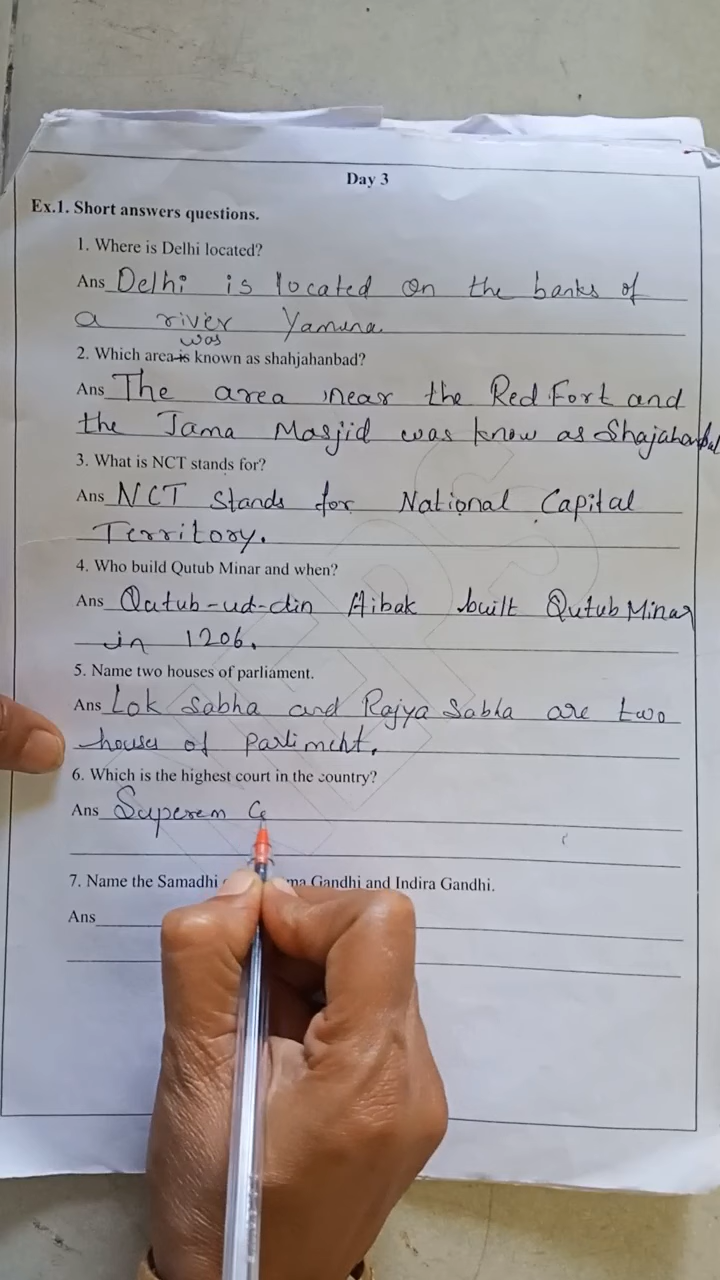 Day 3
Ex.1. Short answers questions.
1. Where is Delhi located?
Ans Delhi is located on the banks of
a river Yamuna
was
2. Which area is known as shahjahanbad?
Ans The area near the Red Fort and
the Jama Masjid was know as Shajahanbad
3. What is NCT stands for?
Ans NCT stands for National Capital
Territory.
4. Who build Qutub Minar and when?
Ans Qutub-ud-din Aibak built Qutub Minar
in 1206.
5. Name two houses of parliament.
Ans Lok Sabha and Rajya Sabha are two
houses of Parliment.
6. Which is the highest court in the country?
Ans Superem C
7. Name the Samadhi ma Gandhi and Indira Gandhi.
Ans